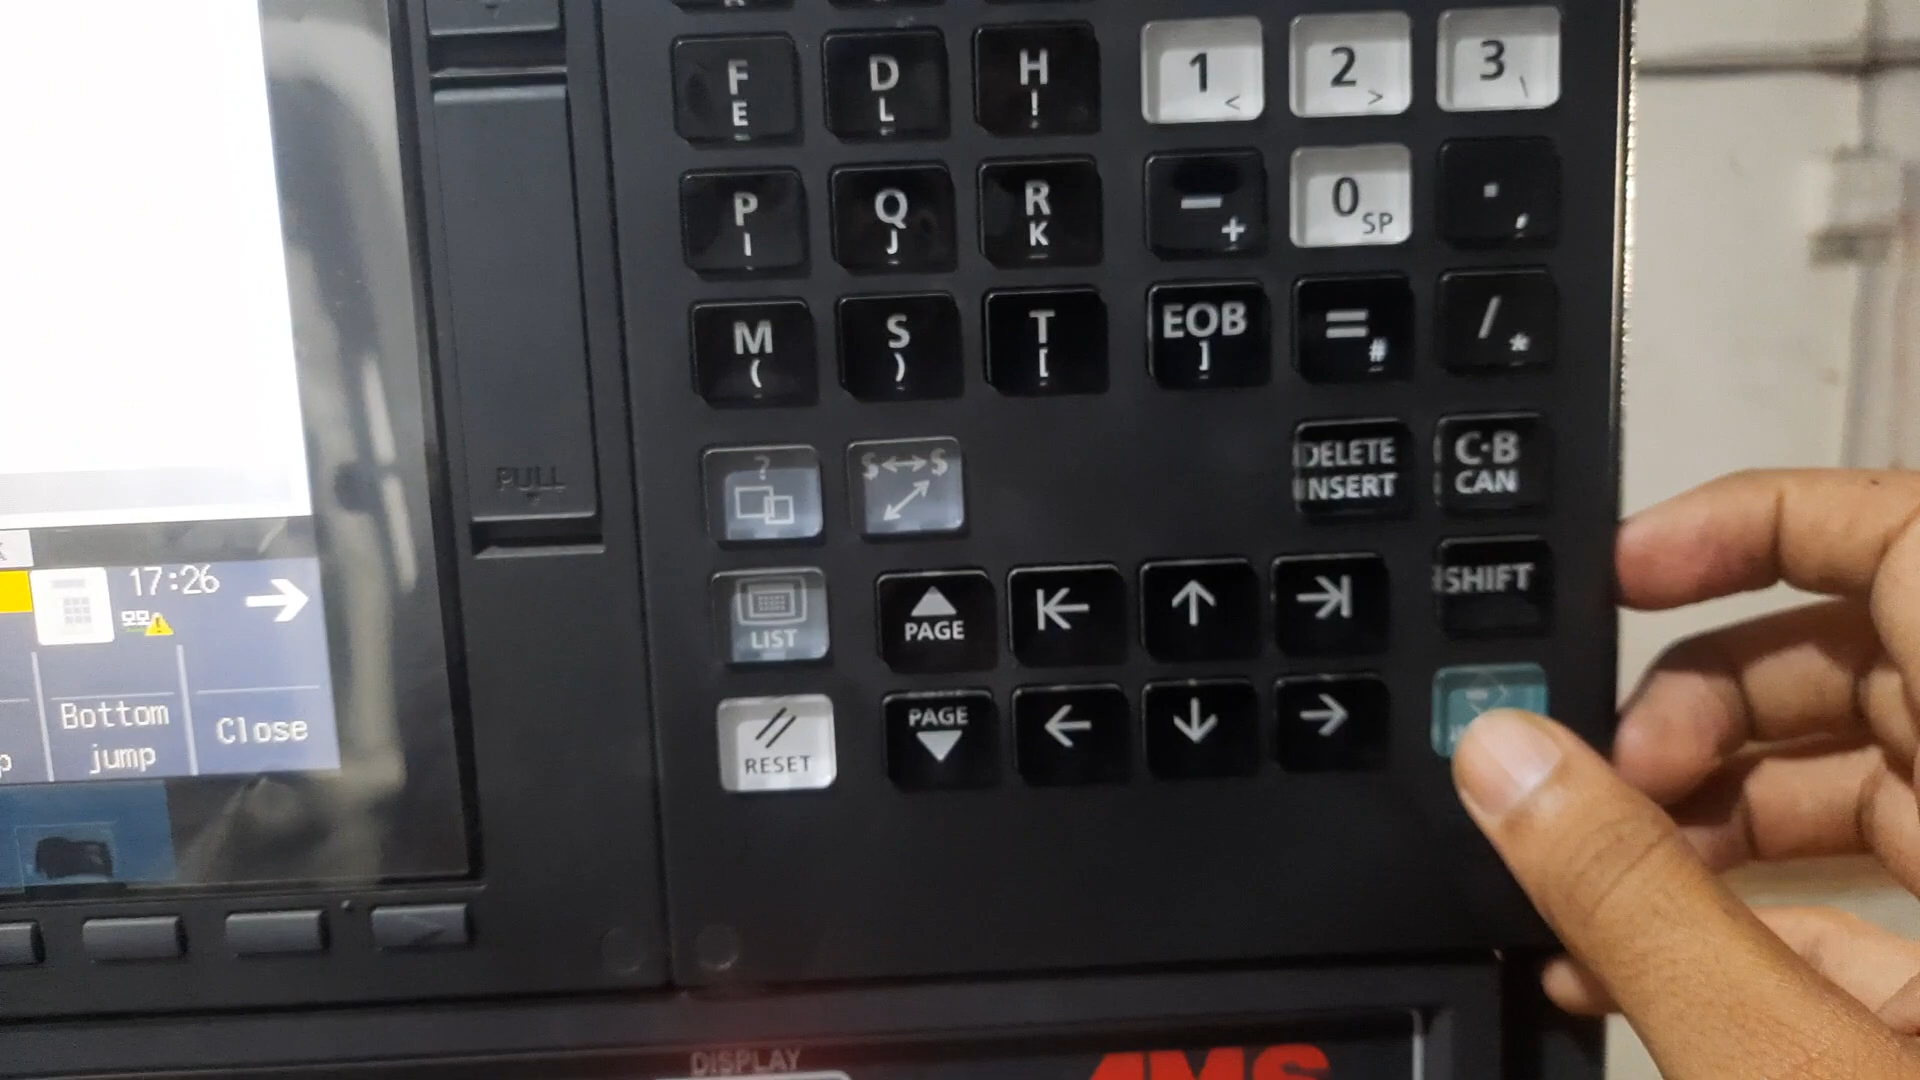 F
E
D
L
H
!
1 <
2 >
3 \
P
I
Q
J
R
K
- +
0 SP
. ,
M
(
S
)
T
[
EOB
]
= #
/ *
PULL
?
$↔$
DELETE
INSERT
C·B
CAN
17:26
LIST
PAGE
SHIFT
Bottom
jump
Close
RESET
PAGE
DISPLAY
AMS